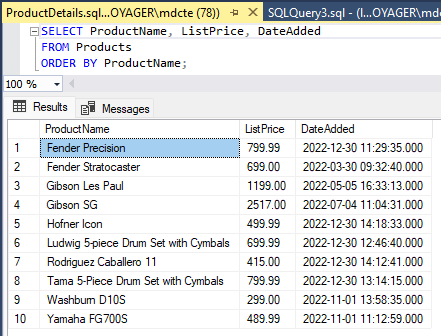 ProductDetails.sql...OYAGER\mdcte (78)) SQLQuery3.sql - (l...OYAGER\mdc
SELECT ProductName, ListPrice, DateAdded
FROM Products
ORDER BY ProductName;
100 %
Results Messages
ProductName ListPrice DateAdded
1 Fender Precision 799.99 2022-12-30 11:29:35.000
2 Fender Stratocaster 699.00 2022-03-30 09:32:40.000
3 Gibson Les Paul 1199.00 2022-05-05 16:33:13.000
4 Gibson SG 2517.00 2022-07-04 11:04:31.000
5 Hofner Icon 499.99 2022-12-30 14:18:33.000
6 Ludwig 5-piece Drum Set with Cymbals 699.99 2022-12-30 12:46:40.000
7 Rodriguez Caballero 11 415.00 2022-12-30 14:12:41.000
8 Tama 5-Piece Drum Set with Cymbals 799.99 2022-12-30 13:14:15.000
9 Washburn D10S 299.00 2022-11-01 13:58:35.000
10 Yamaha FG700S 489.99 2022-11-01 11:12:59.000